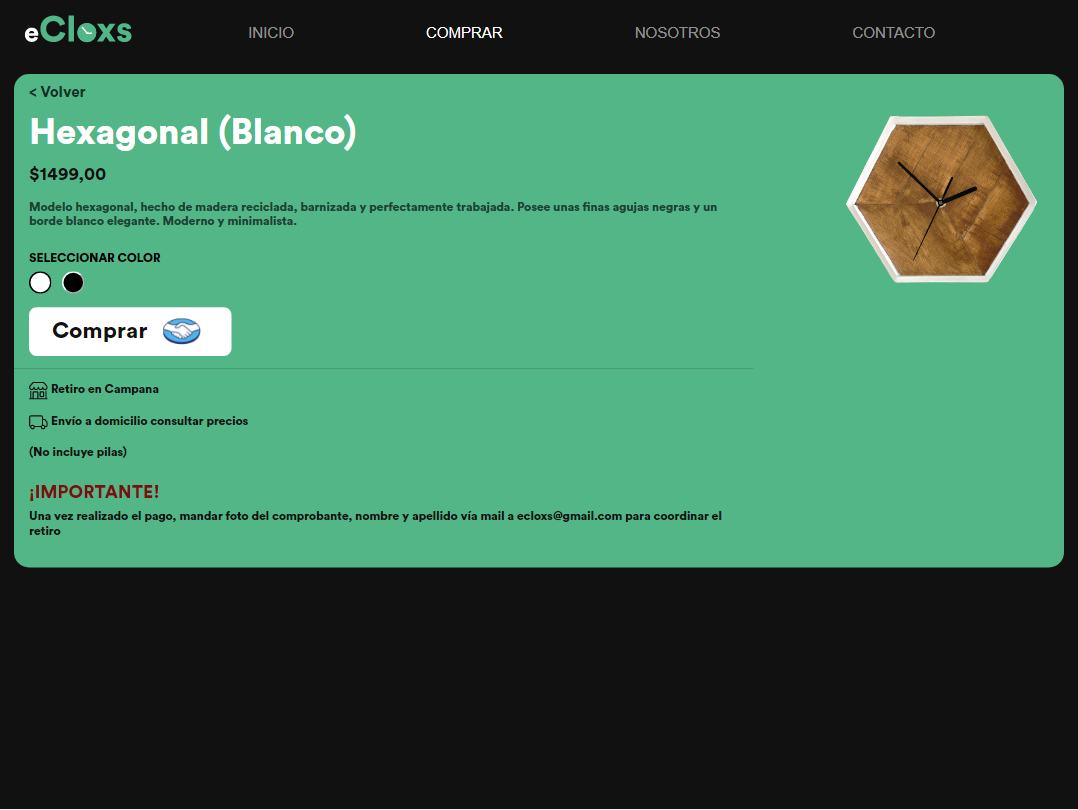 eCloxs
INICIO
COMPRAR
NOSOTROS
CONTACTO
< Volver
Hexagonal (Blanco)
$1499,00
Modelo hexagonal, hecho de madera reciclada, barnizada y perfectamente trabajada. Posee unas finas agujas negras y un
borde blanco elegante. Moderno y minimalista.
SELECCIONAR COLOR
Comprar
Retiro en Campana
Envío a domicilio consultar precios
(No incluye pilas)
¡IMPORTANTE!
Una vez realizado el pago, mandar foto del comprobante, nombre y apellido vía mail a ecloxs@gmail.com para coordinar el
retiro